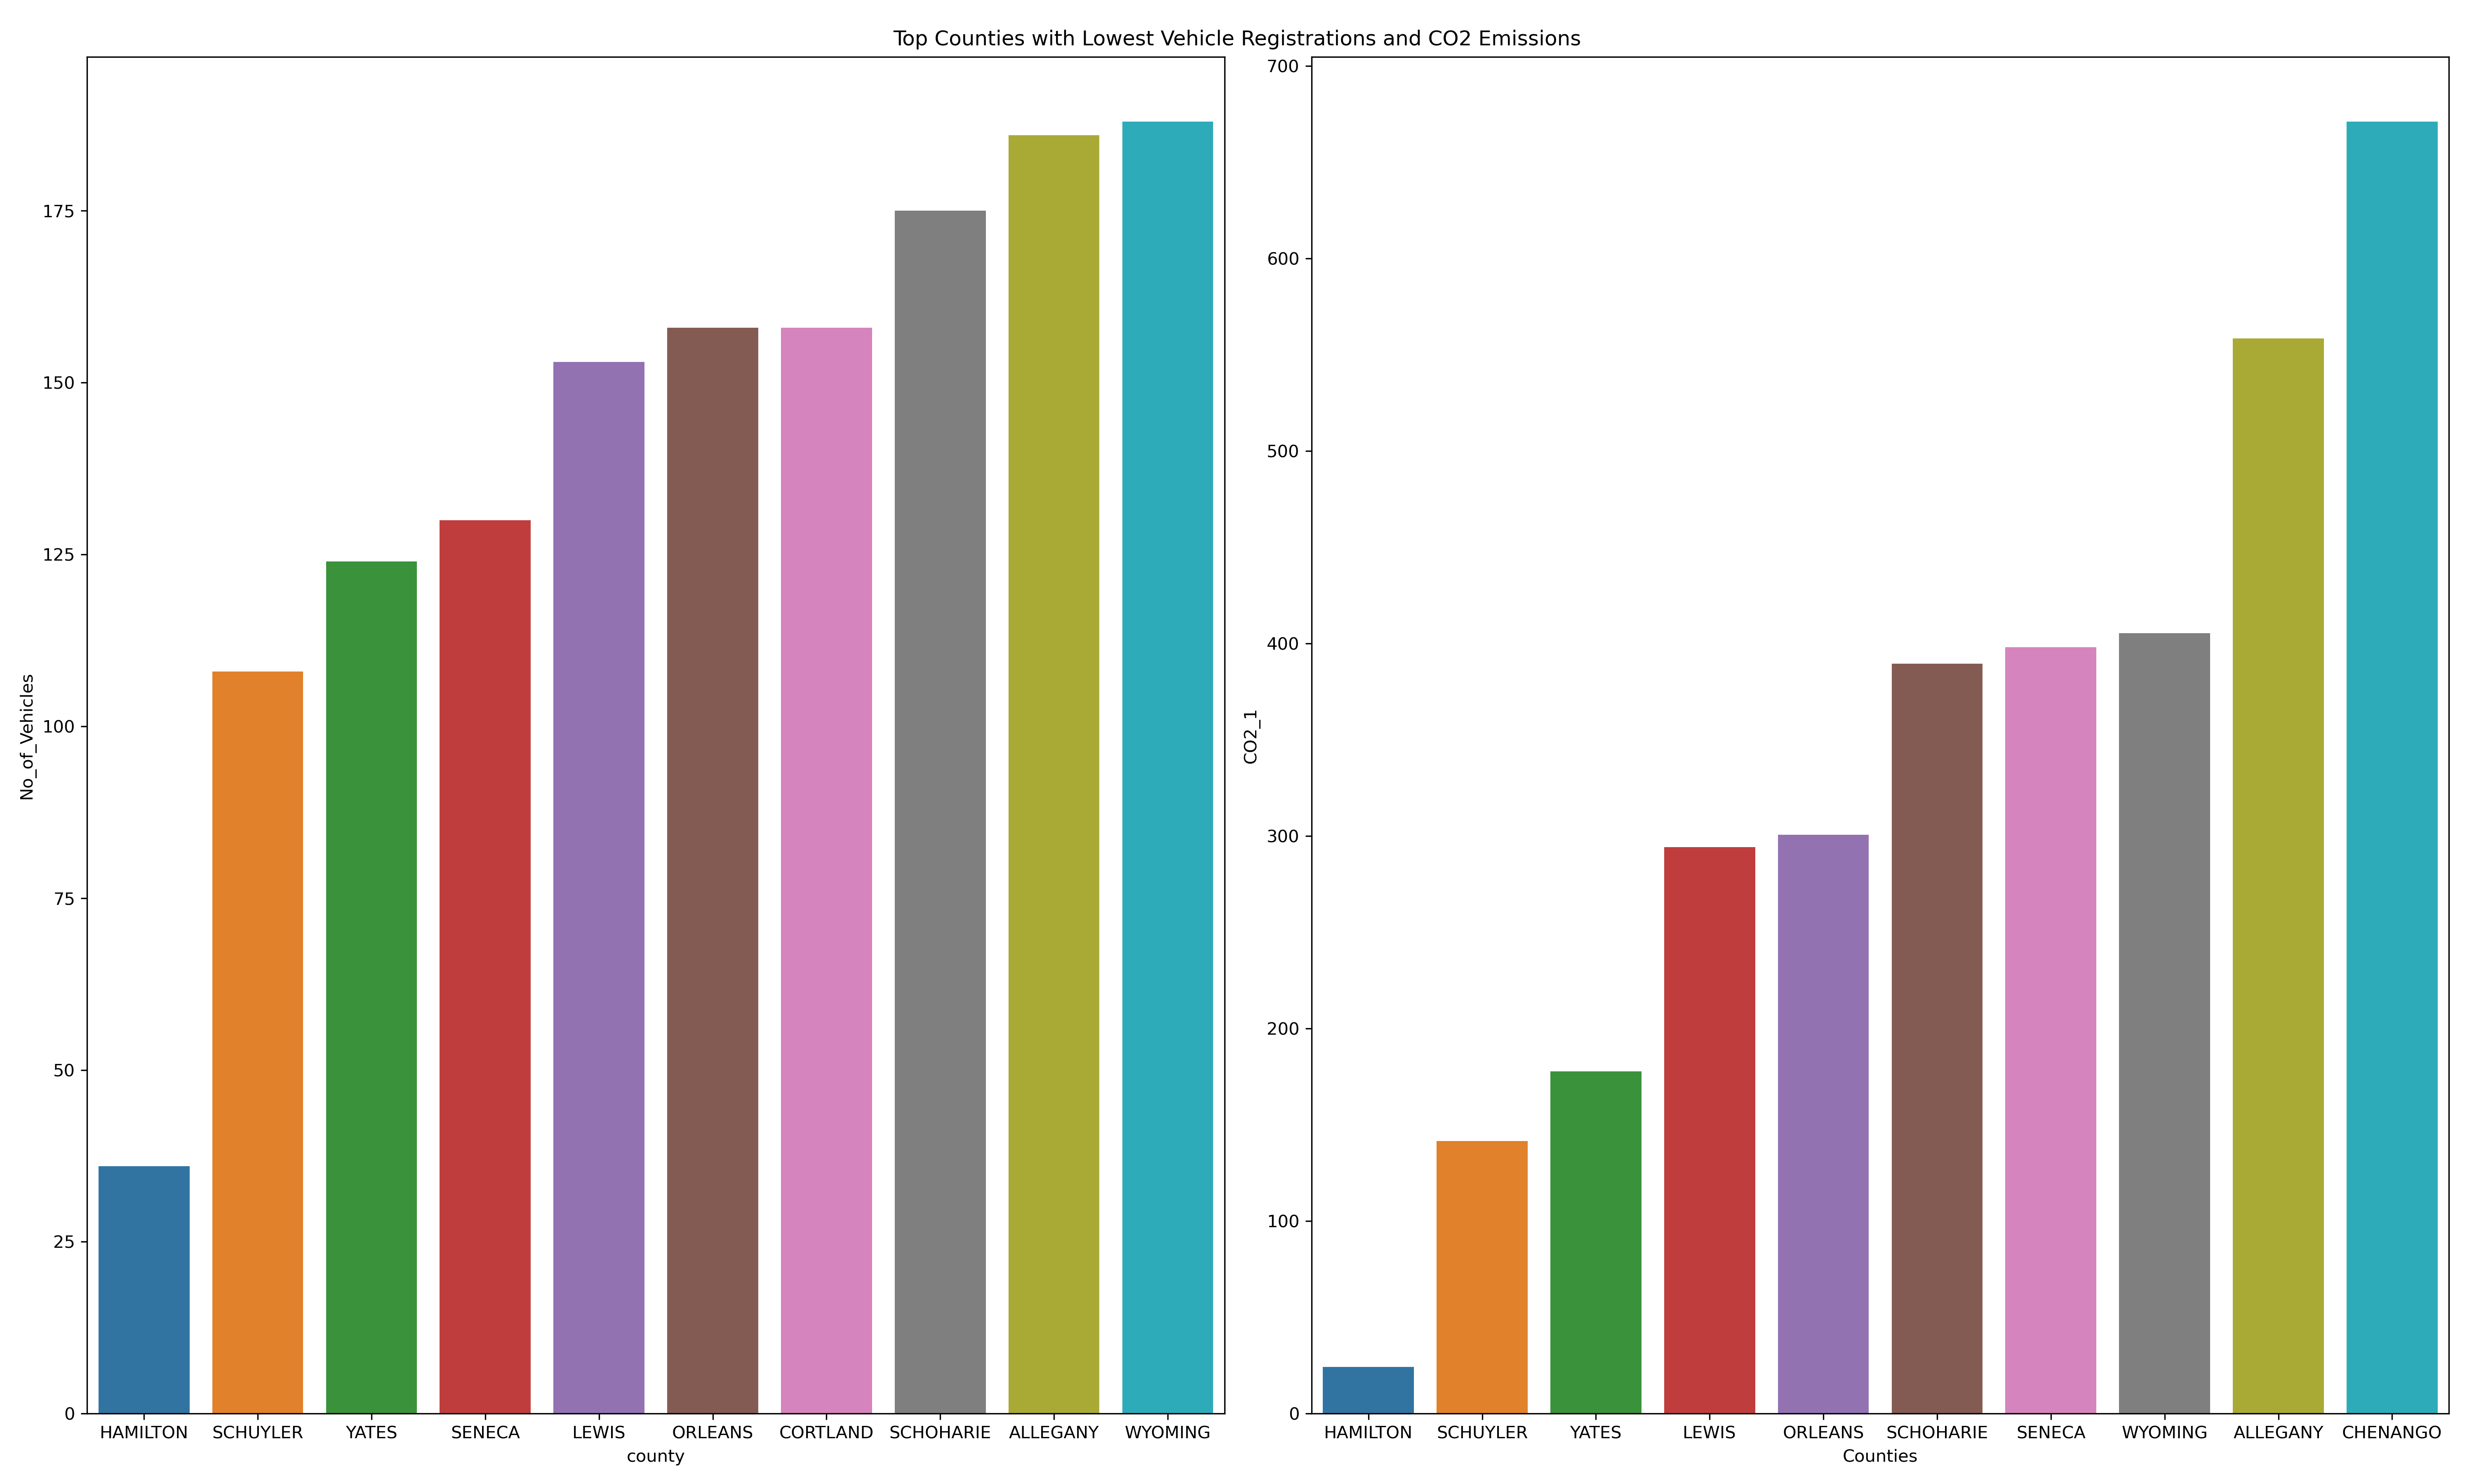 Top Counties with Lowest Vehicle Registrations and CO2 Emissions
No_of_Vehicles
175
150
125
100
75
50
25
0
HAMILTON SCHUYLER YATES SENECA LEWIS ORLEANS CORTLAND SCHOHARIE ALLEGANY WYOMING
county
CO2_1
700
600
500
400
300
200
100
0
HAMILTON SCHUYLER YATES LEWIS ORLEANS SCHOHARIE SENECA WYOMING ALLEGANY CHENANGO
Counties